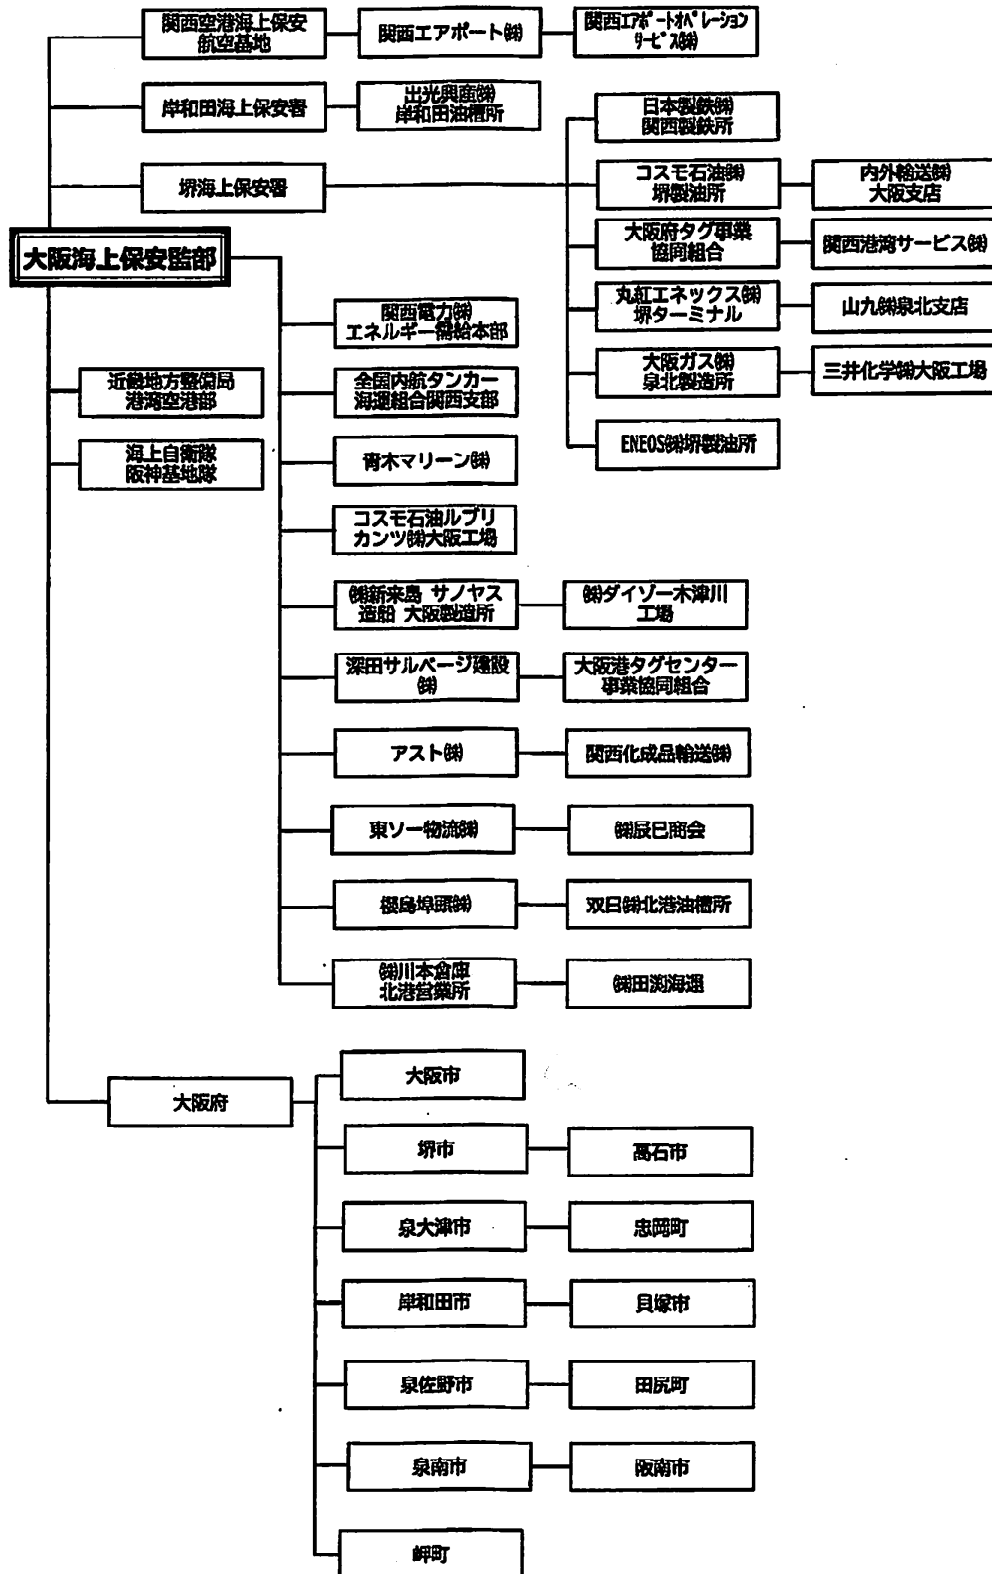 関西空港海上保安
航空基地
関西エアポート㈱
関西エアポートオペレーション
サービス㈱
岸和田海上保安署
出光興産㈱
岸和田油槽所
堺海上保安署
日本製鉄㈱
関西製鉄所
コスモ石油㈱
堺製油所
内外輸送㈱
大阪支店
大阪府タグ事業
協同組合
関西港湾サービス㈱
丸紅エネックス㈱
堺ターミナル
山九㈱泉北支店
大阪ガス㈱
泉北製造所
三井化学㈱大阪工場
ENEOS㈱堺製油所
大阪海上保安監部
関西電力㈱
エネルギー需給本部
近畿地方整備局
港湾空港部
全国内航タンカー
海運組合関西支部
海上自衛隊
阪神基地隊
青木マリーン㈱
コスモ石油ルブリ
カンツ㈱大阪工場
㈱新来島 サノヤス
造船 大阪製造所
㈱ダイゾー木津川
工場
深田サルベージ建設
㈱
大阪港タグセンター
事業協同組合
アスト㈱
関西化成品輸送㈱
東ソー物流㈱
㈱辰巳商会
櫻島埠頭㈱
双日㈱北港油槽所
㈱川本倉庫
北港営業所
㈱田渕海運
大阪府
大阪市
堺市
高石市
泉大津市
忠岡町
岸和田市
貝塚市
泉佐野市
田尻町
泉南市
阪南市
岬町